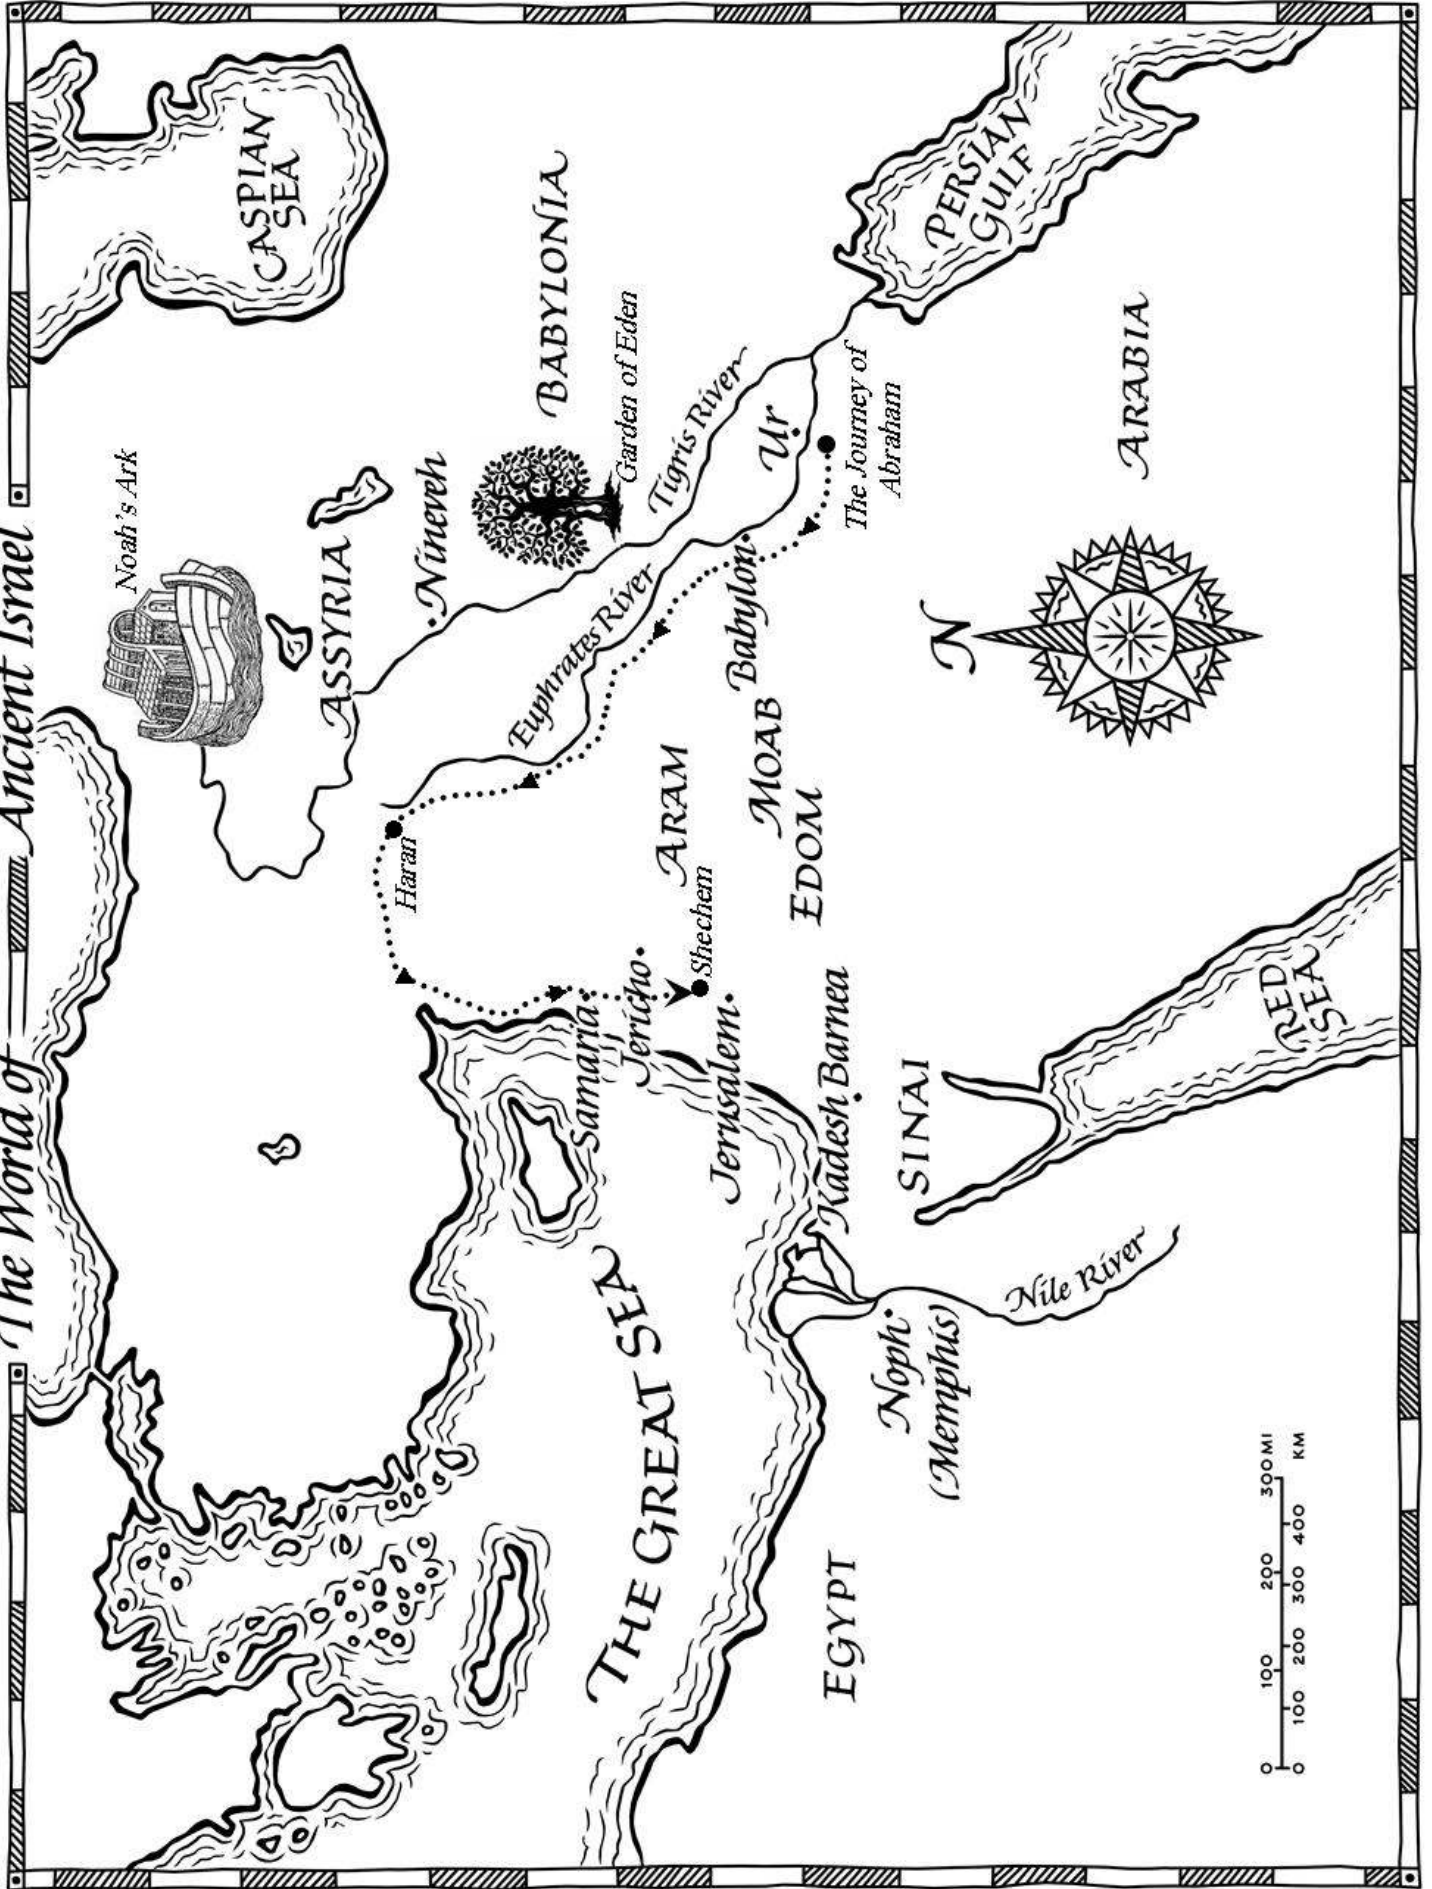 The World of Ancient Israel
CASPIAN
SEA
Noah's Ark
ASSYRIA
Nineveh
BABYLONIA
Garden of Eden
Tigris River
Euphrates River
Haran
Ur
Babylon
The Journey of
Abraham
PERSIAN
GULF
ARAM
MOAB
EDOM
Shechem
Samaria
Jericho
Jerusalem
Kadesh Barnea
THE GREAT SEA
SINAI
ARABIA
N
Noph
(Memphis)
Nile River
EGYPT
RED
SEA
0 100 200 300 MI
0 100 200 300 400 KM